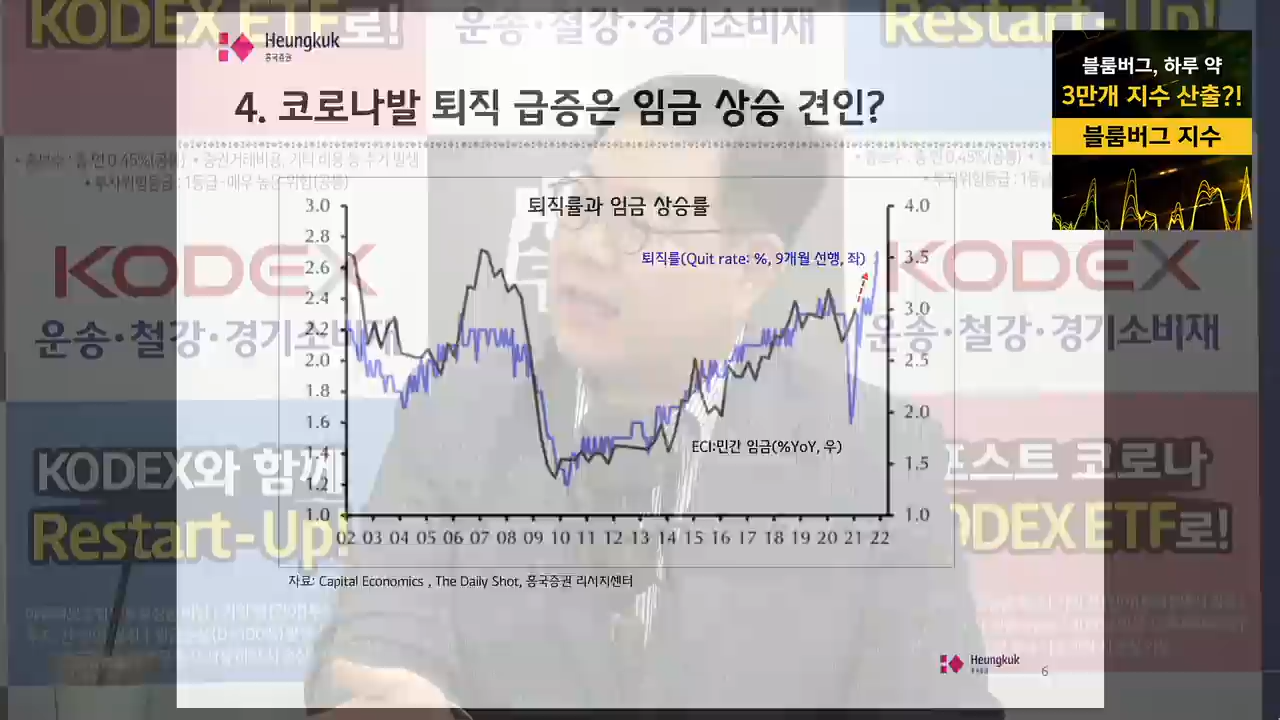 KODEX ETF로!
운송·철강·경기소비재
Restart-Up!
Heungkuk
흥국증권
블룸버그, 하루 약
3만개 지수 산출?!
블룸버그 지수
4. 코로나발 퇴직 급증은 임금 상승 견인?
퇴직률과 임금 상승률
3.0
2.8
2.6
2.4
2.0
1.8
1.6
1.4
1.2
1.0
4.0
3.5
3.0
2.5
2.0
1.5
1.0
퇴직률(Quit rate: %, 9개월 선행, 좌)
ECI:민간 임금(%YoY, 우)
02 03 04 05 06 07 08 09 10 11 12 13 14 15 16 17 18 19 20 21 22
자료: Capital Economics , The Daily Shot, 흥국증권 리서치센터
KODEX
운송·철강·경기소비
KODEX와 함께
Restart-Up!
KODEX
운송·철강·경기소비재
포스트 코로나
KODEX ETF로!
Heungkuk
흥국증권
6